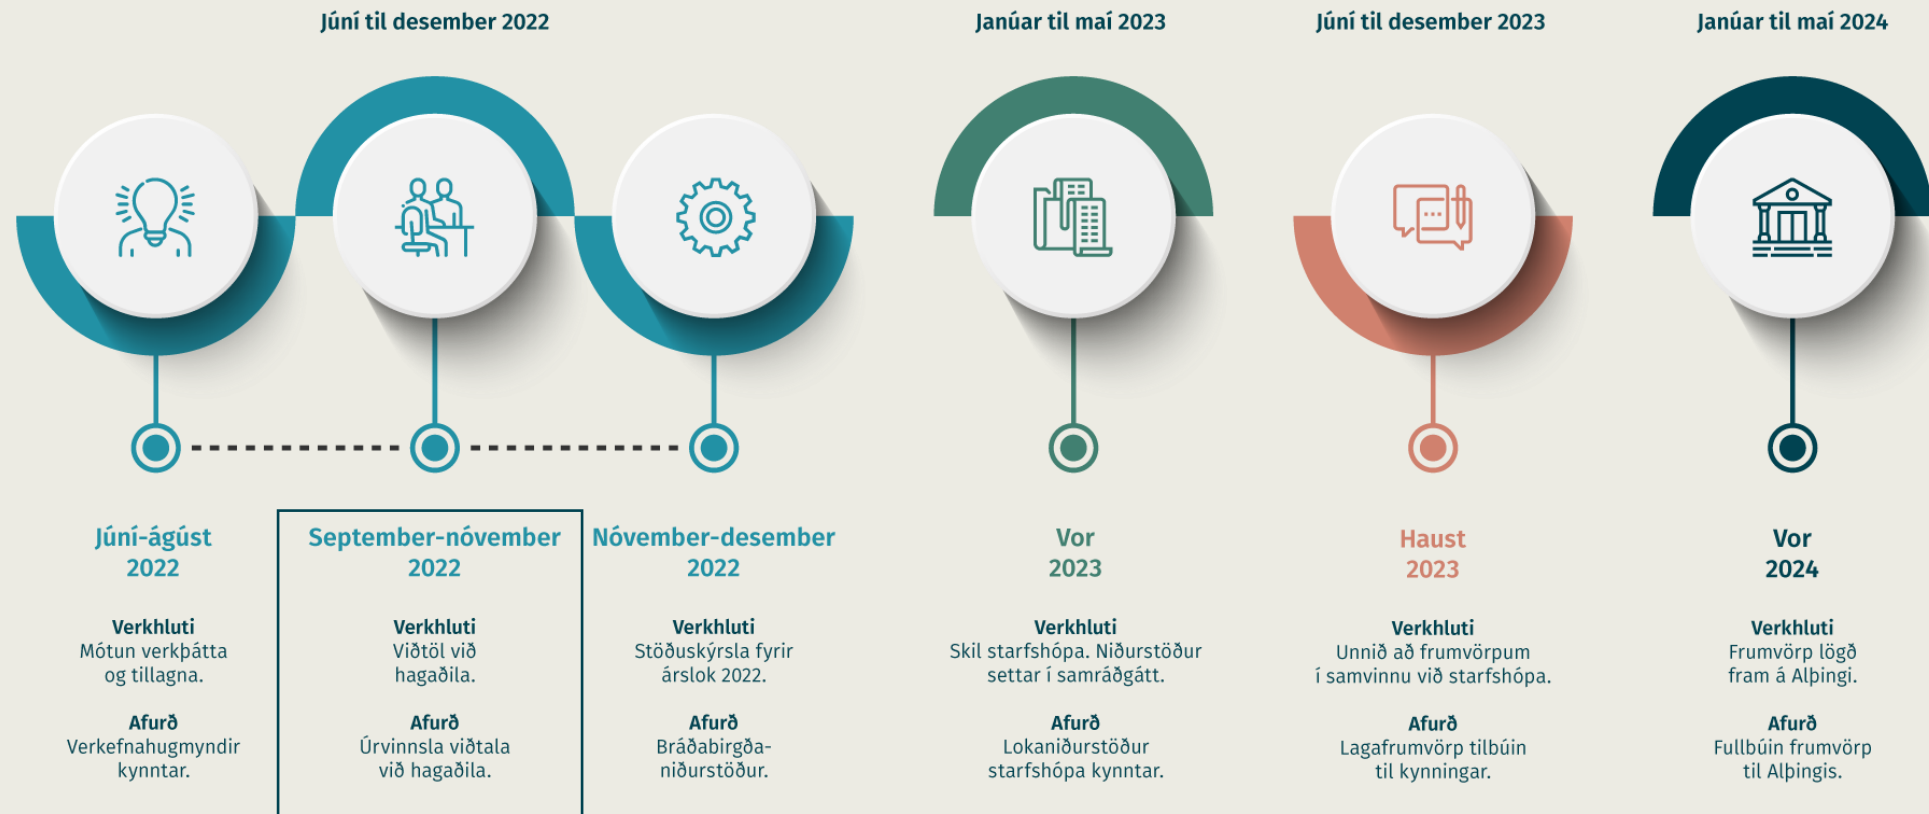 Júní til desember 2022
Janúar til maí 2023
Júní til desember 2023
Janúar til maí 2024
Júní-ágúst
2022
Verkhluti
Mótun verkþátta
og tillagna.
Afurð
Verkefnahugmyndir
kynntar.
September-nóvember
2022
Verkhluti
Viðtöl við
hagaðila.
Afurð
Úrvinnsla viðtala
við hagaðila.
Nóvember-desember
2022
Verkhluti
Stöðuskýrsla fyrir
árslok 2022.
Afurð
Bráðabirgða-
niðurstöður.
Vor
2023
Verkhluti
Skil starfshópa. Niðurstöður
settar í samráðgátt.
Afurð
Lokaniðurstöður
starfshópa kynntar.
Haust
2023
Verkhluti
Unnið að frumvörpum
í samvinnu við starfshópa.
Afurð
Lagafrumvörp tilbúin
til kynningar.
Vor
2024
Verkhluti
Frumvörp lögð
fram á Alþingi.
Afurð
Fullbúin frumvörp
til Alþingis.